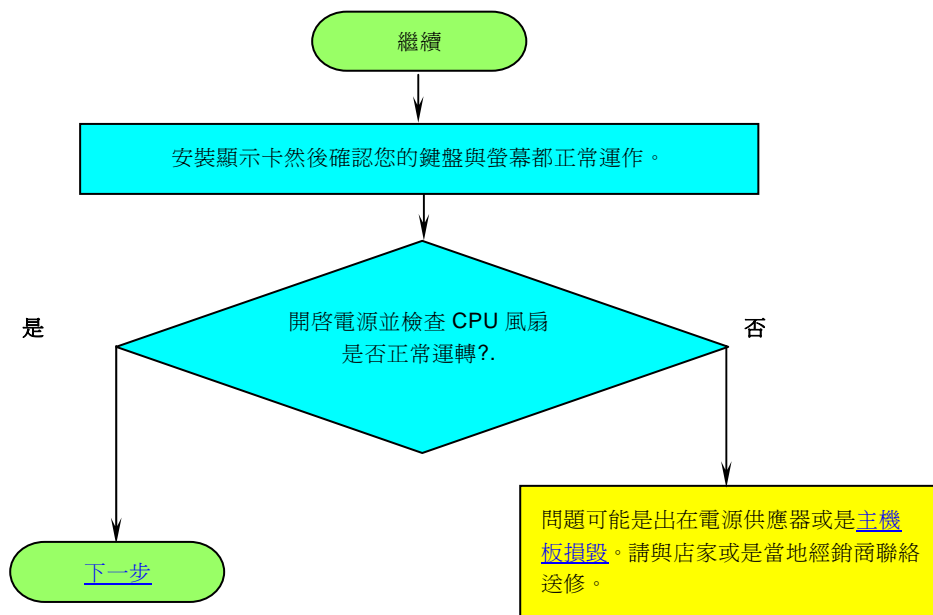 繼續
安裝顯示卡然後確認您的鍵盤與螢幕都正常運作。
開啓電源並檢查 CPU 風扇
是否正常運轉?.
是
否
問題可能是出在電源供應器或是主機
板損毀。請與店家或是當地經銷商聯絡
送修。
下一步